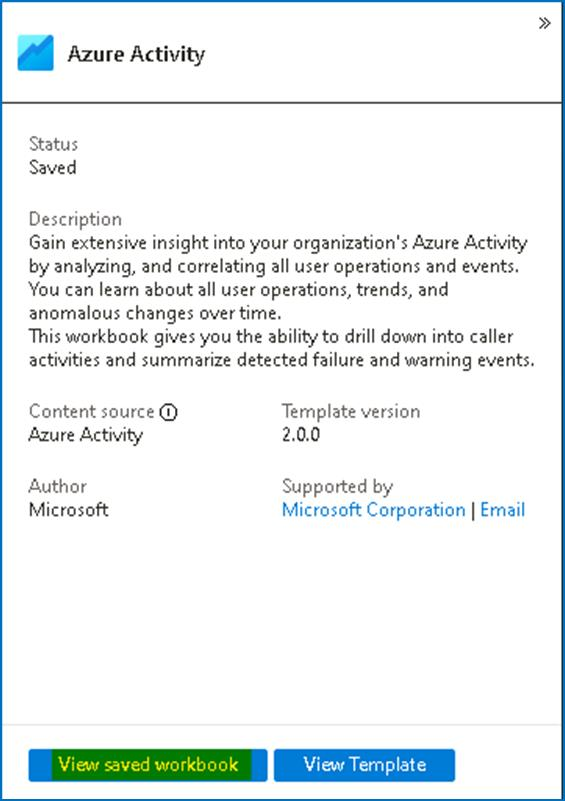 »
Azure Activity
Status
Saved
Description
Gain extensive insight into your organization's Azure Activity
by analyzing, and correlating all user operations and events.
You can learn about all user operations, trends, and
anomalous changes over time.
This workbook gives you the ability to drill down into caller
activities and summarize detected failure and warning events.
Content source
Template version
Azure Activity
2.0.0
Author
Supported by
Microsoft
Microsoft Corporation | Email
View saved workbook
View Template